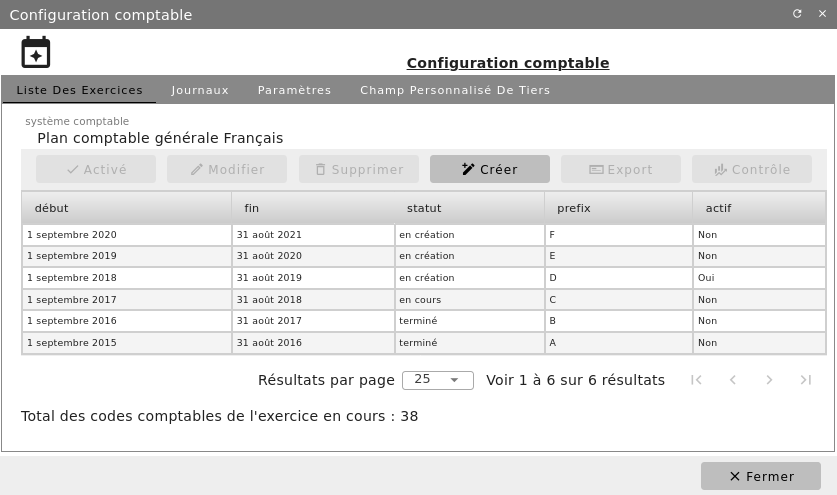 Configuration comptable
Configuration comptable
Liste Des Exercices Journaux Paramètres Champ Personnalisé De Tiers
système comptable
Plan comptable générale Français
Activé Modifier Supprimer Créer Export Contrôle
début fin statut prefix actif
1 septembre 2020 31 août 2021 en création F Non
1 septembre 2019 31 août 2020 en création E Non
1 septembre 2018 31 août 2019 en création D Oui
1 septembre 2017 31 août 2018 en cours C Non
1 septembre 2016 31 août 2017 terminé B Non
1 septembre 2015 31 août 2016 terminé A Non
Résultats par page 25 Voir 1 à 6 sur 6 résultats
Total des codes comptables de l'exercice en cours : 38
Fermer